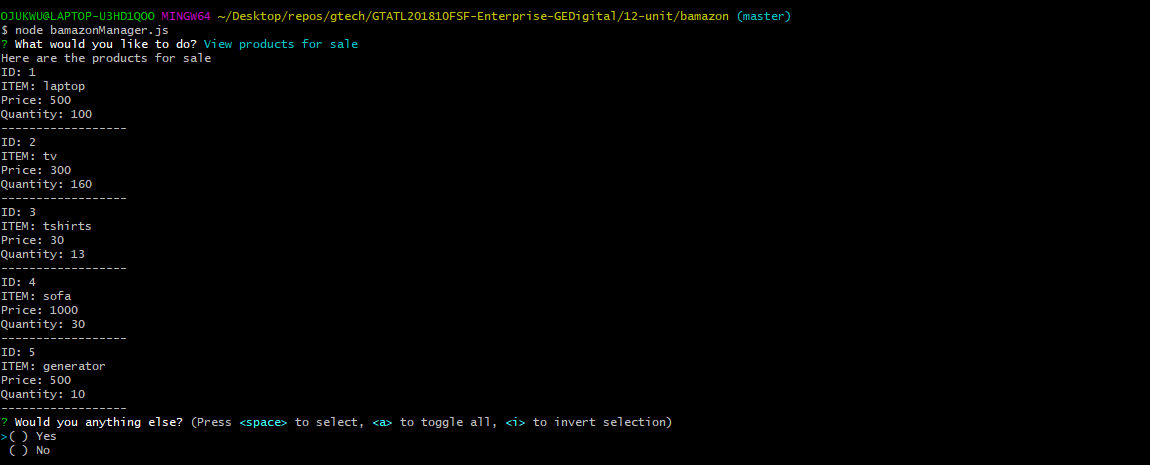 OJUKWU@LAPTOP-U3HD1QOO MINGW64 ~/Desktop/repos/gtech/GTATL201810FSF-Enterprise-GEDigital/12-unit/bamazon (master)
$ node bamazonManager.js
? What would you like to do? View products for sale
Here are the products for sale
ID: 1
ITEM: laptop
Price: 500
Quantity: 100
------------------
ID: 2
ITEM: tv
Price: 300
Quantity: 160
------------------
ID: 3
ITEM: tshirts
Price: 30
Quantity: 13
------------------
ID: 4
ITEM: sofa
Price: 1000
Quantity: 30
------------------
ID: 5
ITEM: generator
Price: 500
Quantity: 10
------------------
? Would you anything else? (Press <space> to select, <a> to toggle all, <i> to invert selection)
>( ) Yes
 ( ) No